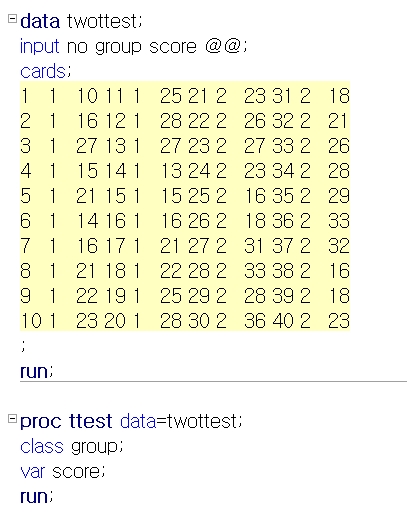 data twottest;
input no group score @@;
cards;
1 1 10 11 1 25 21 2 23 31 2 18
2 1 16 12 1 28 22 2 26 32 2 21
3 1 27 13 1 27 23 2 27 33 2 26
4 1 15 14 1 13 24 2 23 34 2 28
5 1 21 15 1 15 25 2 16 35 2 29
6 1 14 16 1 16 26 2 18 36 2 33
7 1 16 17 1 21 27 2 31 37 2 32
8 1 21 18 1 22 28 2 33 38 2 16
9 1 22 19 1 25 29 2 28 39 2 18
10 1 23 20 1 28 30 2 36 40 2 23
;
run;
proc ttest data=twottest;
class group;
var score;
run;